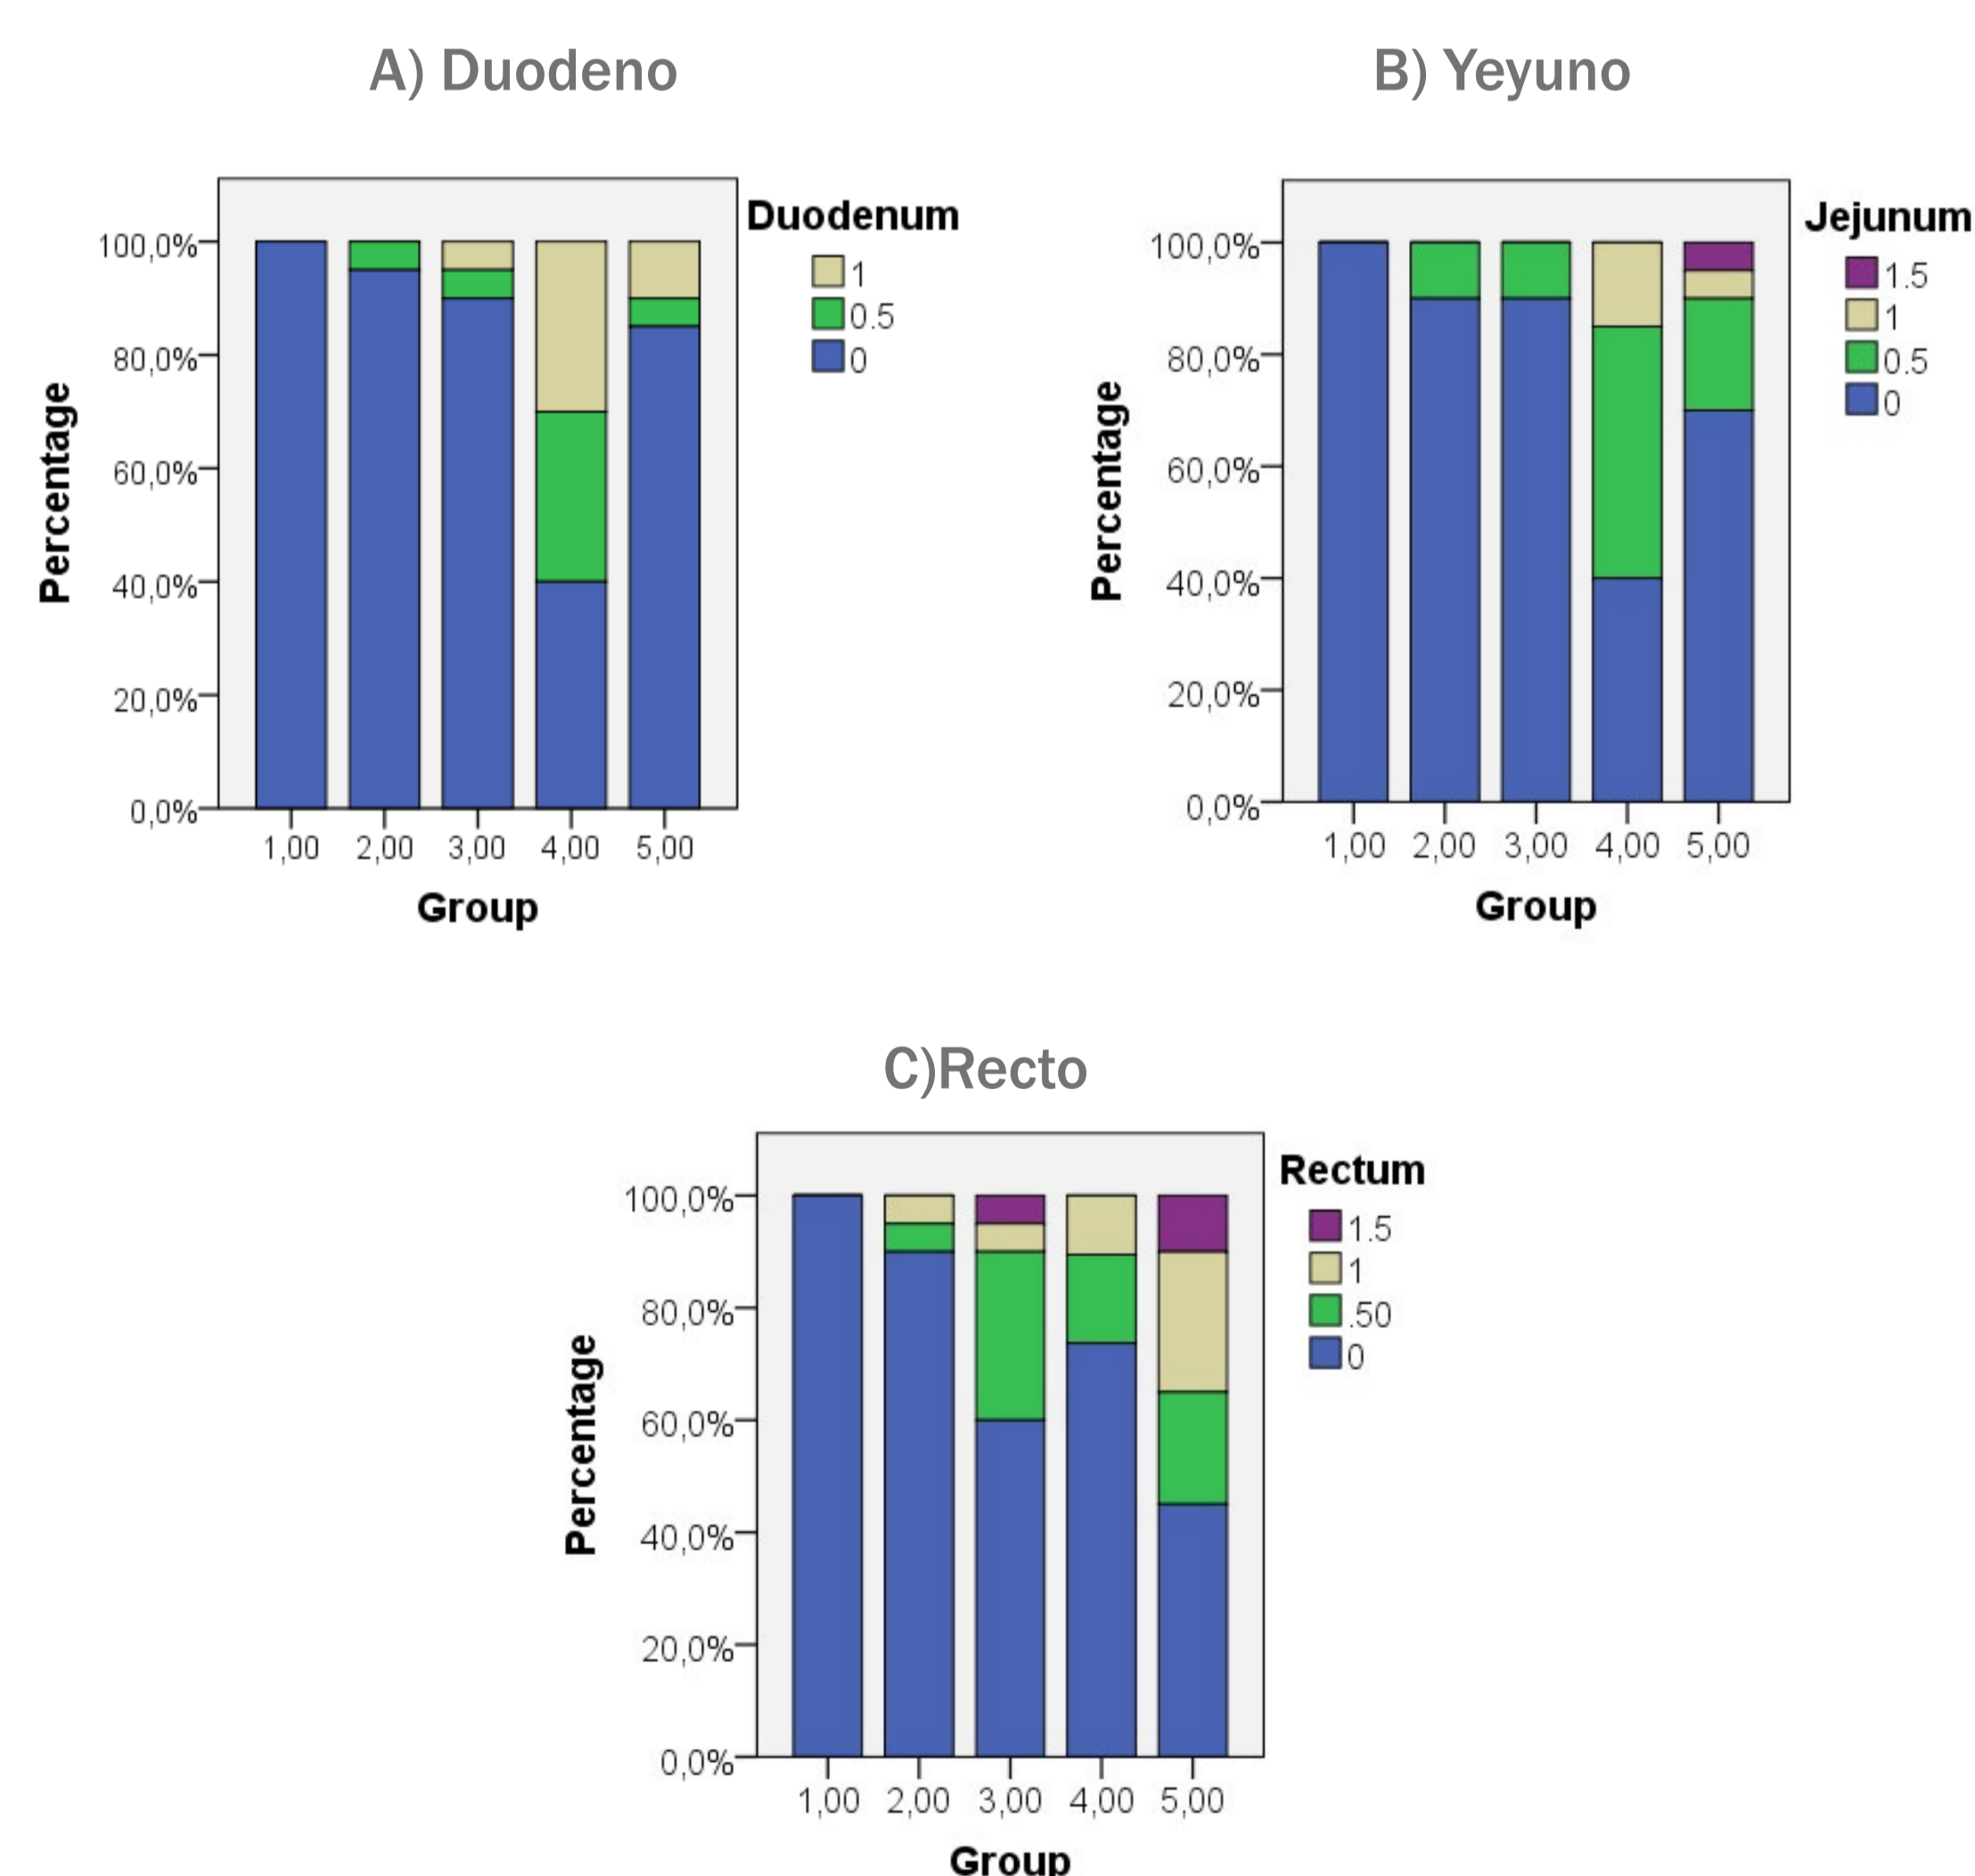 A) Duodeno
Duodenum
1
0.5
0
Percentage
100,0%
80,0%
60,0%
40,0%
20,0%
0,0%
1,00 2,00 3,00 4,00 5,00
Group
B) Yeyuno
Jejunum
1.5
1
0.5
0
Percentage
100,0%
80,0%
60,0%
40,0%
20,0%
0,0%
1,00 2,00 3,00 4,00 5,00
Group
C)Recto
Rectum
1.5
1
.50
0
Percentage
100,0%
80,0%
60,0%
40,0%
20,0%
0,0%
1,00 2,00 3,00 4,00 5,00
Group